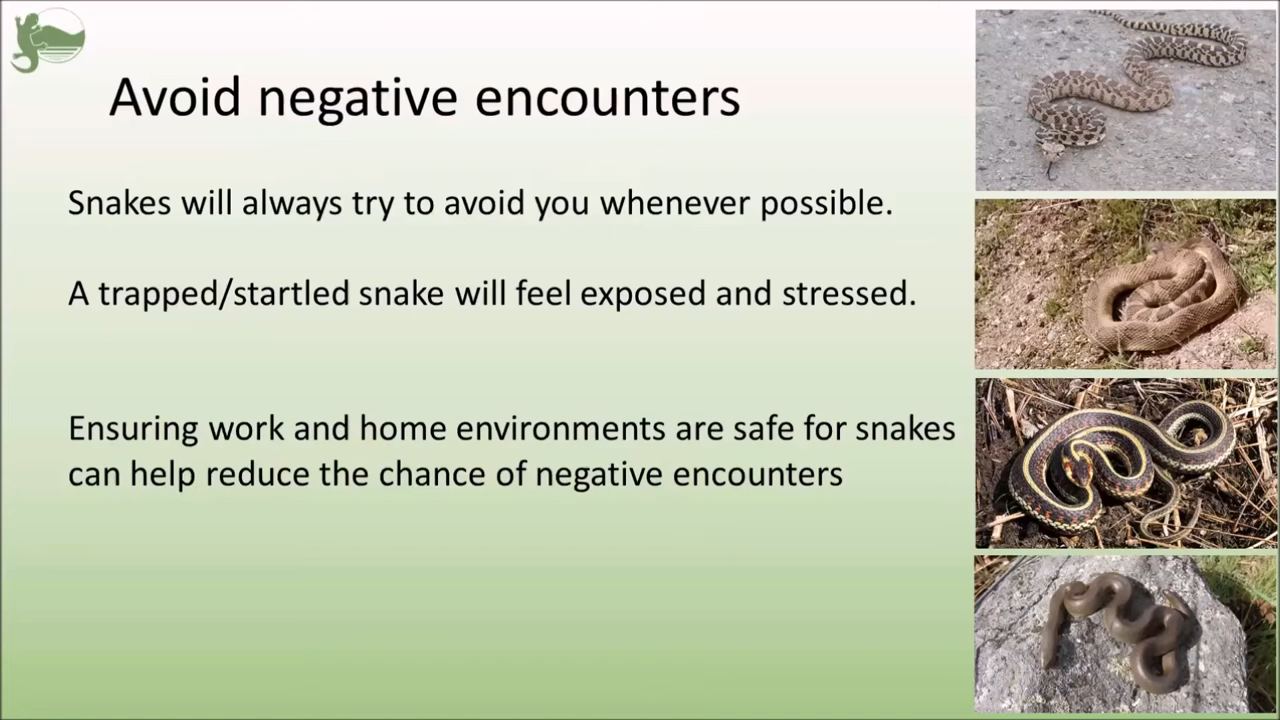 Avoid negative encounters
Snakes will always try to avoid you whenever possible.
A trapped/startled snake will feel exposed and stressed.
Ensuring work and home environments are safe for snakes
can help reduce the chance of negative encounters